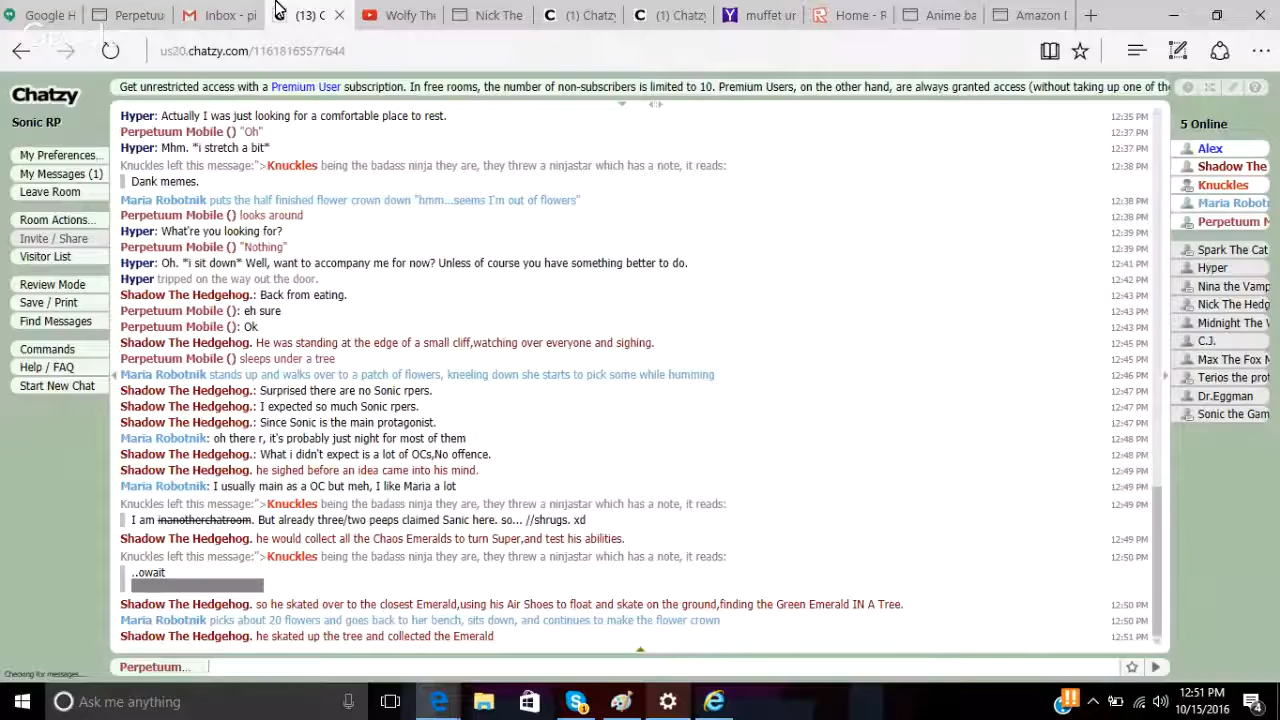 Google H
Perpetuu
Inbox - pi
(13) C
Wolfy The
Nick The
(1) Chatzy
(1) Chatzy
muffet ur
Home - R
Anime ba
Amazon D
us20.chatzy.com/11618165577644
Chatzy
Get unrestricted access with a Premium User subscription. In free rooms, the number of non-subscribers is limited to 10. Premium Users, on the other hand, are always granted access (without taking up one of the
Sonic RP
My Preferences...
My Messages (1)
Leave Room
Room Actions...
Invite / Share
Visitor List
Review Mode
Save / Print
Find Messages
Commands
Help / FAQ
Start New Chat
Hyper: Actually I was just looking for a comfortable place to rest. 12:35 PM
Perpetuum Mobile () "Oh" 12:37 PM
Hyper: Mhm. *i stretch a bit* 12:37 PM
Knuckles left this message:">Knuckles being the badass ninja they are, they threw a ninjastar which has a note, it reads: 12:38 PM
Dank memes.
Maria Robotnik puts the half finished flower crown down "hmm...seems I'm out of flowers" 12:38 PM
Perpetuum Mobile () looks around 12:38 PM
Hyper: What're you looking for? 12:39 PM
Perpetuum Mobile () "Nothing" 12:39 PM
Hyper: Oh. *i sit down* Well, want to accompany me for now? Unless of course you have something better to do. 12:41 PM
Hyper tripped on the way out the door. 12:42 PM
Shadow The Hedgehog.: Back from eating. 12:43 PM
Perpetuum Mobile (): eh sure 12:43 PM
Perpetuum Mobile (): Ok 12:43 PM
Shadow The Hedgehog. He was standing at the edge of a small cliff,watching over everyone and sighing. 12:45 PM
Perpetuum Mobile () sleeps under a tree 12:45 PM
Maria Robotnik stands up and walks over to a patch of flowers, kneeling down she starts to pick some while humming 12:46 PM
Shadow The Hedgehog.: Surprised there are no Sonic rpers. 12:47 PM
Shadow The Hedgehog.: I expected so much Sonic rpers. 12:47 PM
Shadow The Hedgehog.: Since Sonic is the main protagonist. 12:47 PM
Maria Robotnik: oh there r, it's probably just night for most of them 12:48 PM
Shadow The Hedgehog.: What i didn't expect is a lot of OCs,No offence. 12:48 PM
Shadow The Hedgehog. he sighed before an idea came into his mind. 12:49 PM
Maria Robotnik: I usually main as a OC but meh, I like Maria a lot 12:49 PM
Knuckles left this message:">Knuckles being the badass ninja they are, they threw a ninjastar which has a note, it reads: 12:49 PM
I am inanotherchatroom. But already three/two peeps claimed Sanic here. so... //shrugs. xd
Shadow The Hedgehog. he would collect all the Chaos Emeralds to turn Super,and test his abilities. 12:49 PM
Knuckles left this message:">Knuckles being the badass ninja they are, they threw a ninjastar which has a note, it reads: 12:50 PM
..owait
Shadow The Hedgehog. so he skated over to the closest Emerald,using his Air Shoes to float and skate on the ground,finding the Green Emerald IN A Tree. 12:50 PM
Maria Robotnik picks about 20 flowers and goes back to her bench, sits down, and continues to make the flower crown 12:50 PM
Shadow The Hedgehog. he skated up the tree and collected the Emerald 12:51 PM
Perpetuum...
5 Online
Alex
Shadow The
Knuckles
Maria Robot
Perpetuum M
Spark The Cat
Hyper
Nina the Vamp
Nick The Hedg
Midnight The V
C.J.
Max The Fox M
Terios the prot
Dr.Eggman
Sonic the Gam
Checking for messages...
Ask me anything
12:51 PM
10/15/2016